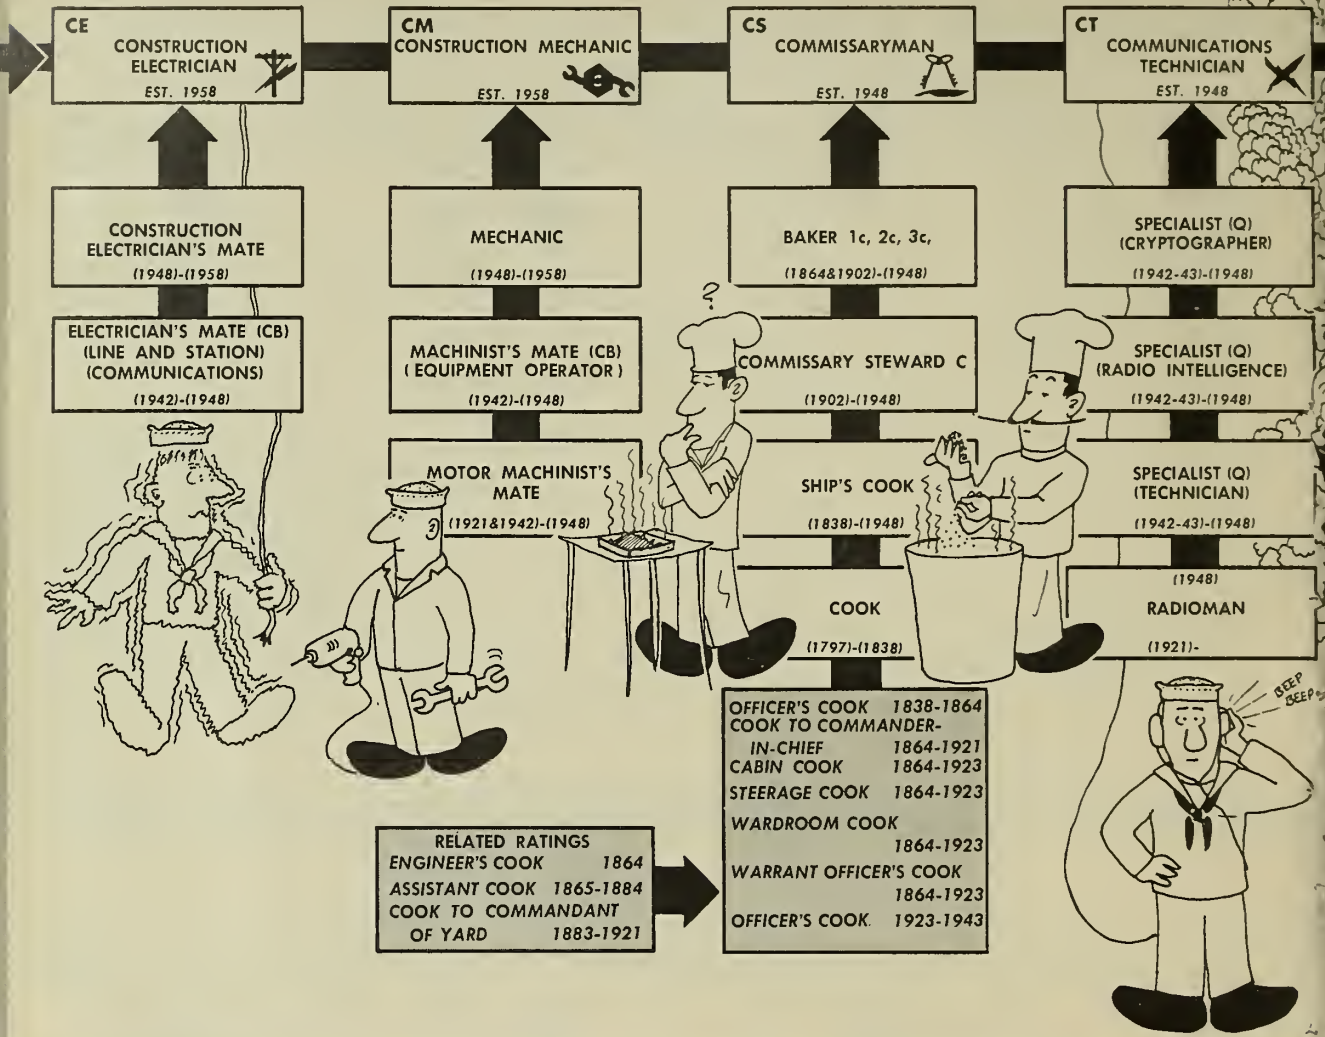 CE
CONSTRUCTION
ELECTRICIAN
EST. 1958
CONSTRUCTION
ELECTRICIAN'S MATE
(1948)-(1958)
ELECTRICIAN'S MATE (CB)
(LINE AND STATION)
(COMMUNICATIONS)
(1942)-(1948)
CM
CONSTRUCTION MECHANIC
EST. 1958
MECHANIC
(1948)-(1958)
MACHINIST'S MATE (CB)
(EQUIPMENT OPERATOR)
(1942)-(1948)
MOTOR MACHINIST'S
MATE
(1921&1942)-(1948)
CS
COMMISSARYMAN
EST. 1948
BAKER 1c, 2c, 3c,
(1864&1902)-(1948)
?
COMMISSARY STEWARD C
(1902)-(1948)
SHIP'S COOK
(1838)-(1948)
COOK
(1797)-(1838)
OFFICER'S COOK 1838-1864
COOK TO COMMANDER-
IN-CHIEF 1864-1921
CABIN COOK 1864-1923
STEERAGE COOK 1864-1923
WARDROOM COOK
1864-1923
WARRANT OFFICER'S COOK
1864-1923
OFFICER'S COOK. 1923-1943
RELATED RATINGS
ENGINEER'S COOK 1864
ASSISTANT COOK 1865-1884
COOK TO COMMANDANT
OF YARD 1883-1921
CT
COMMUNICATIONS
TECHNICIAN
EST. 1948
SPECIALIST (Q)
(CRYPTOGRAPHER)
(1942-43)-(1948)
SPECIALIST (Q)
(RADIO INTELLIGENCE)
(1942-43)-(1948)
SPECIALIST (Q)
(TECHNICIAN)
(1942-43)-(1948)
(1948)
RADIOMAN
(1921)-
BEEP
BEEP